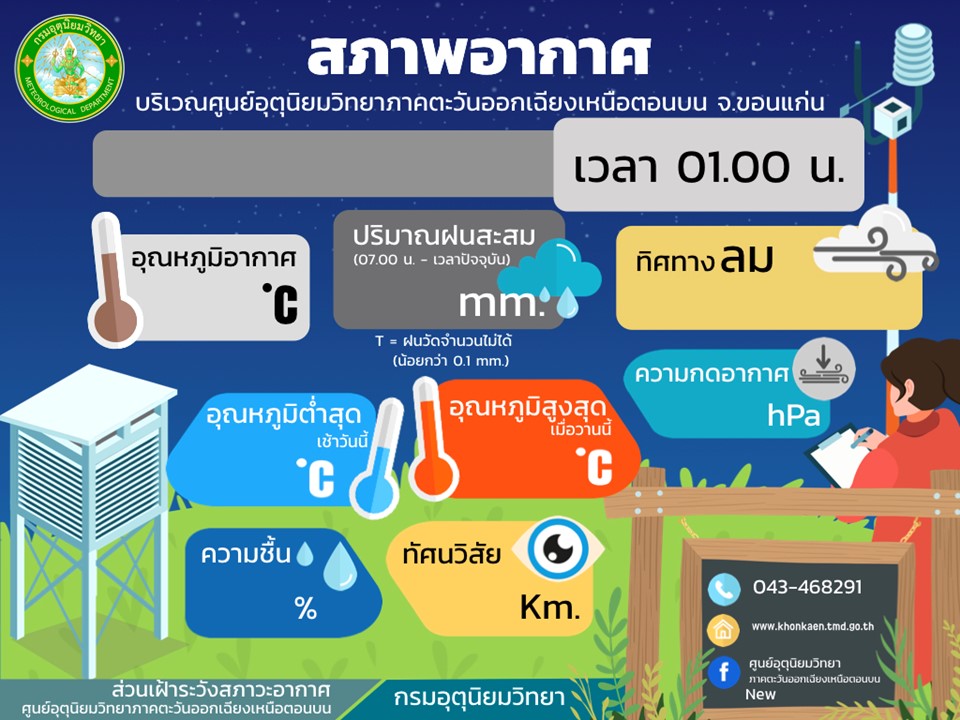 กรมอุตุนิยมวิทยา
METEOROLOGICAL DEPARTMENT
สภาพอากาศ
บริเวณศูนย์อุตุนิยมวิทยาภาคตะวันออกเฉียงเหนือตอนบน จ.ขอนแก่น
เวลา 01.00 น.
อุณหภูมิอากาศ
°C
ปริมาณฝนสะสม
(07.00 น. - เวลาปัจจุบัน)
mm.
T = ฝนวัดจำนวนไม่ได้
(น้อยกว่า 0.1 mm.)
ทิศทางลม
อุณหภูมิต่ำสุด
เช้าวันนี้
°C
อุณหภูมิสูงสุด
เมื่อวานนี้
°C
ความกดอากาศ
hPa
ความชื้น
%
ทัศนวิสัย
Km.
043-468291
www.khonkaen.tmd.go.th
ศูนย์อุตุนิยมวิทยา
ภาคตะวันออกเฉียงเหนือตอนบน
New
ส่วนเฝ้าระวังสภาวะอากาศ
ศูนย์อุตุนิยมวิทยาภาคตะวันออกเฉียงเหนือตอนบน
กรมอุตุนิยมวิทยา